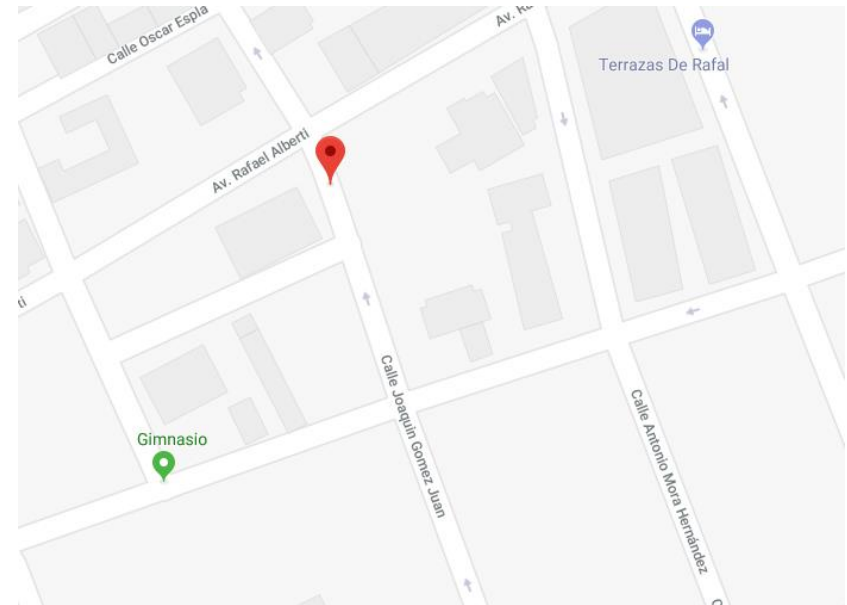 Calle Oscar Espla
Av. R
Terrazas De Rafal
Av. Rafael Alberti
ti
Calle Joaquin Gomez Juan
Calle Antonio Mora Hernández
Gimnasio
C